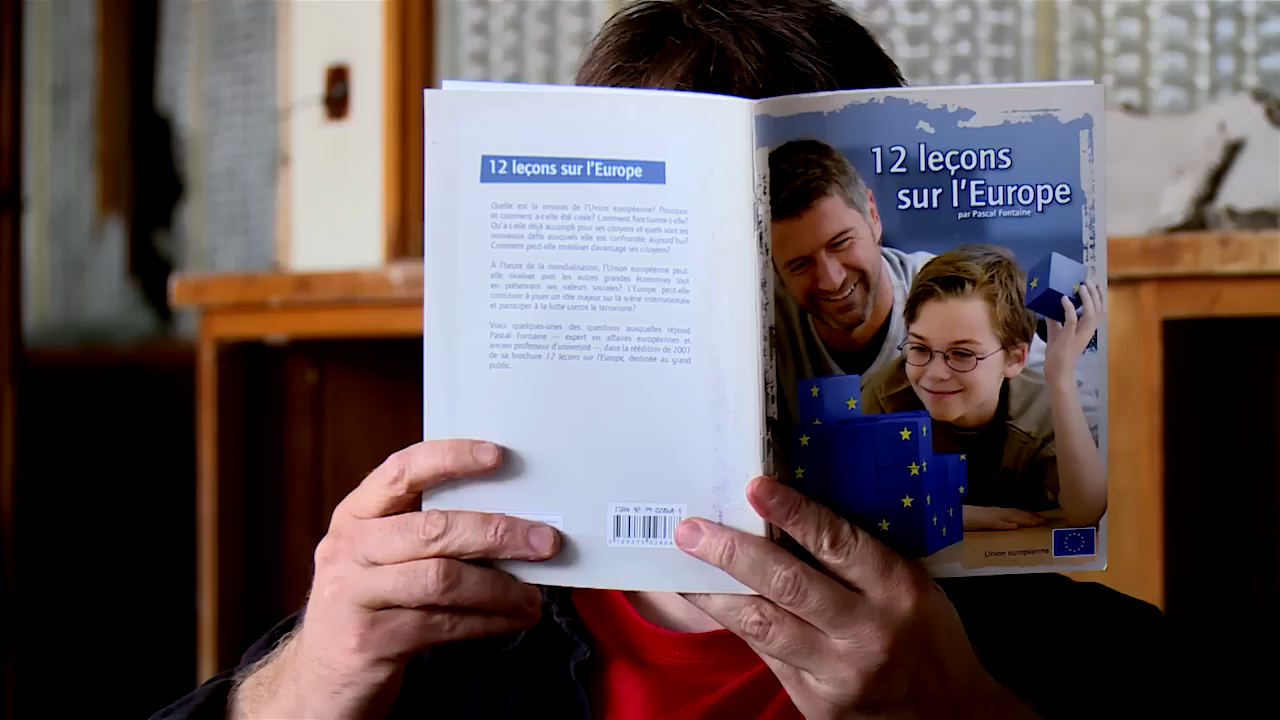 12 leçons sur l'Europe
Quelle est la mission de l'Union européenne? Pourquoi
et comment a-t-elle été créée? Comment fonctionne-t-elle?
Qu'a-t-elle déjà accompli pour ses citoyens et quels sont les
nouveaux défis auxquels elle est confrontée aujourd'hui?
Comment peut-elle mobiliser davantage ses citoyens?
À l'heure de la mondialisation, l'Union européenne peut-
elle rivaliser avec les autres grandes économies tout
en préservant ses valeurs sociales? L'Europe peut-elle
continuer à jouer un rôle majeur sur la scène internationale
et participer à la lutte contre le terrorisme?
Voici quelques-unes des questions auxquelles répond
Pascal Fontaine — expert en affaires européennes et
ancien professeur d'université —, dans la réédition de 2007
de sa brochure 12 leçons sur l'Europe, destinée au grand
public.
12 leçons
sur l'Europe
par Pascal Fontaine
Union européenne